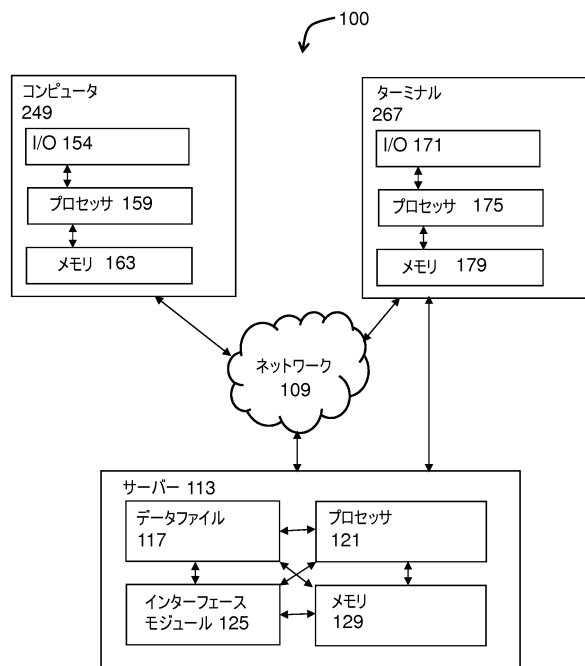 100
コンピュータ
249
I/O 154
プロセッサ 159
メモリ 163
ターミナル
267
I/O 171
プロセッサ 175
メモリ 179
ネットワーク
109
サーバー 113
データファイル
117
プロセッサ
121
インターフェース
モジュール 125
メモリ
129